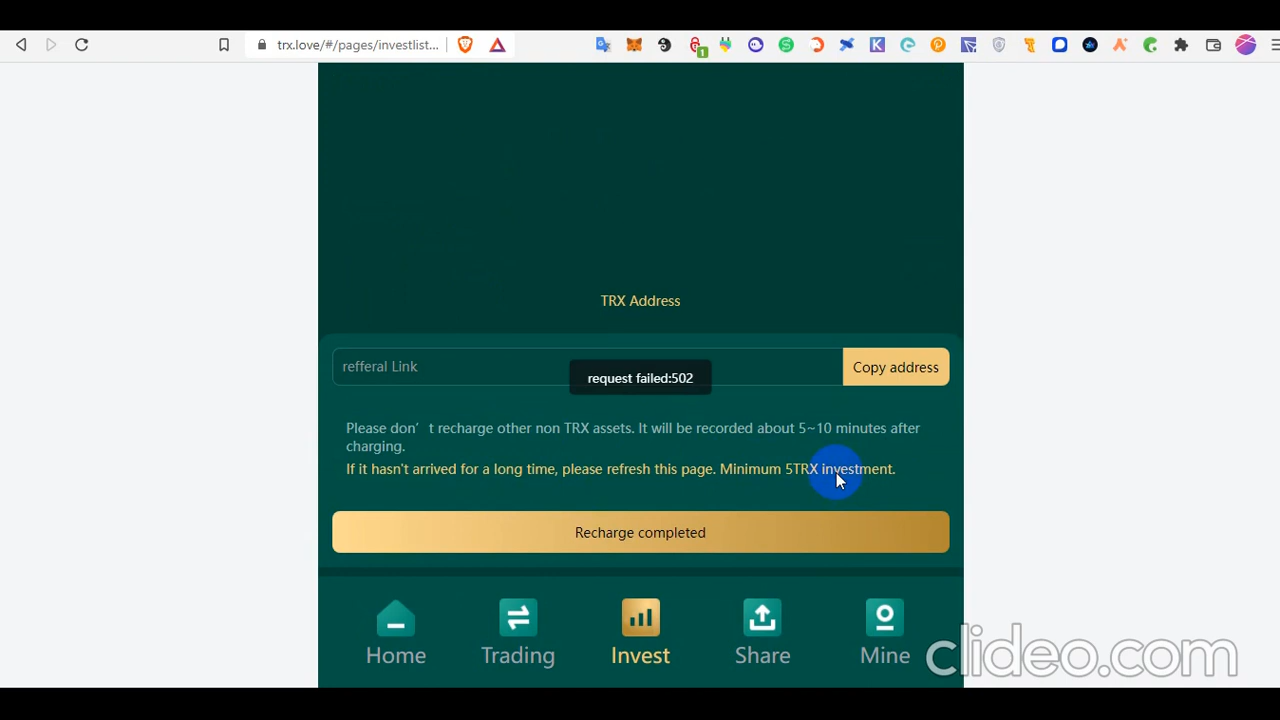 trx.love/#/pages/investlist...
1
TRX Address
refferal Link
Copy address
request failed:502
Please don’t recharge other non TRX assets. It will be recorded about 5~10 minutes after
charging.
If it hasn't arrived for a long time, please refresh this page. Minimum 5TRX investment.
Recharge completed
Home Trading Invest Share Mine
clideo.com